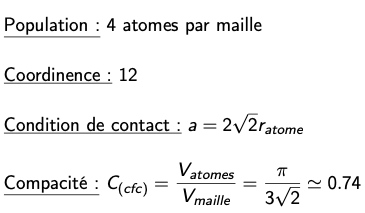 Population : 4 atomes par maille
Coordinence : 12
Condition de contact : a = 2√2r_atome
Compacité : C_(cfc) = V_atomes / V_maille = π / 3√2 ≃ 0.74